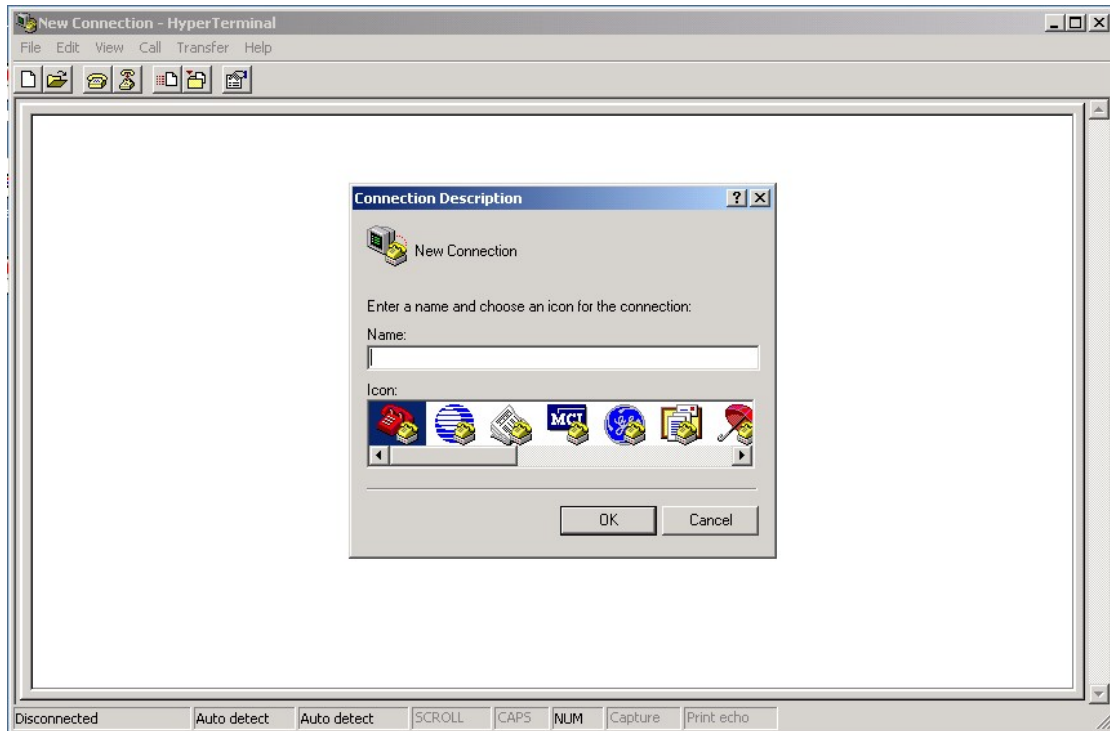 New Connection - HyperTerminal
File Edit View Call Transfer Help
Connection Description
New Connection
Enter a name and choose an icon for the connection:
Name:
Icon:
MCI
OK Cancel
Disconnected Auto detect Auto detect SCROLL CAPS NUM Capture Print echo